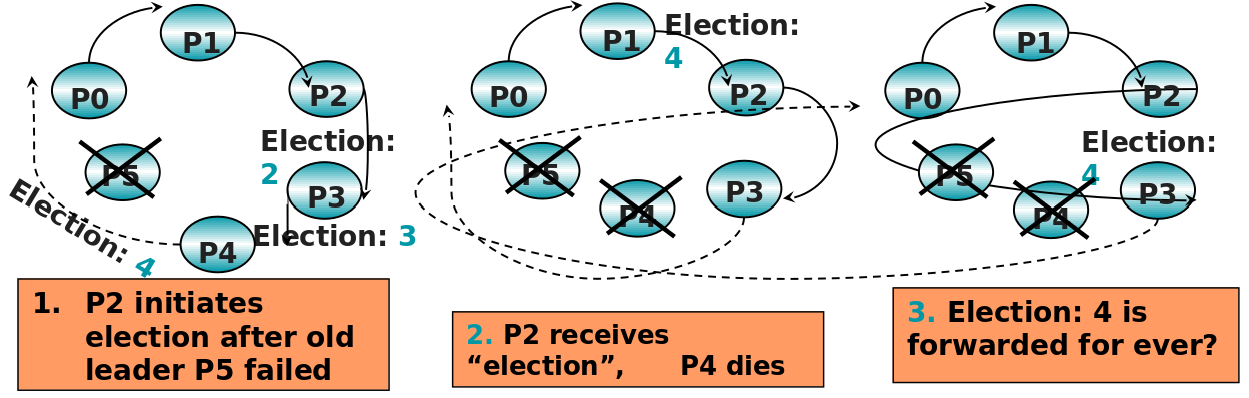 P1
P0
P2
Election:
2
P5
P3
Election: 3
P4
Election: 4
1. P2 initiates
election after old
leader P5 failed
P1
Election:
4
P0
P2
P5
P4
P3
2. P2 receives
“election”, P4 dies
P1
P0
P2
Election:
4
P5
P4
P3
3. Election: 4 is
forwarded for ever?